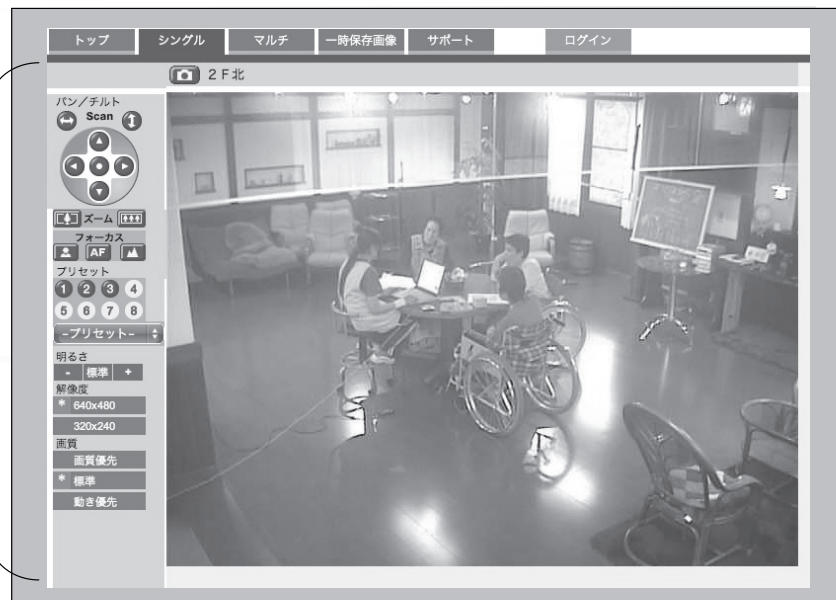 トップ シングル マルチ 一時保存画像 サポート ログイン
2F北
パン／チルト
Scan
ズーム
フォーカス
AF
プリセット
1 2 3 4
5 6 7 8
-プリセット-
明るさ
- 標準 +
解像度
* 640x480
320x240
画質
画質優先
* 標準
動き優先